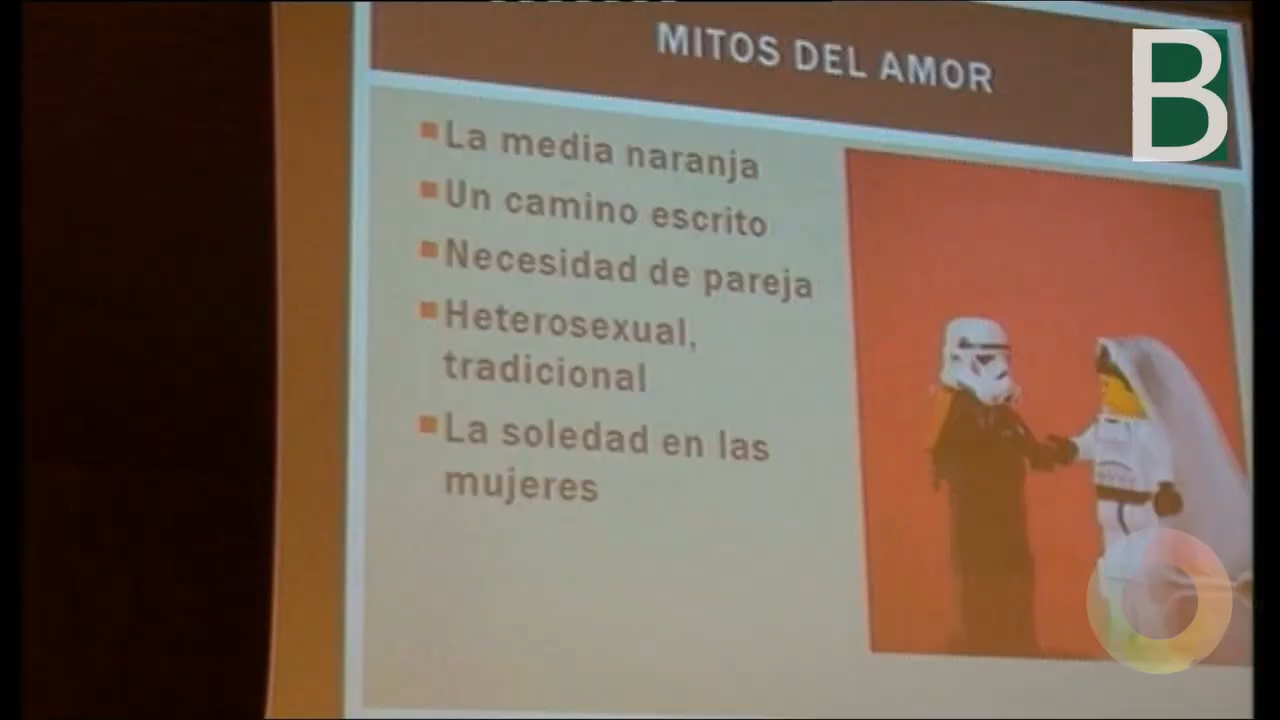 MITOS DEL AMOR
B
La media naranja
Un camino escrito
Necesidad de pareja
Heterosexual,
tradicional
La soledad en las
mujeres